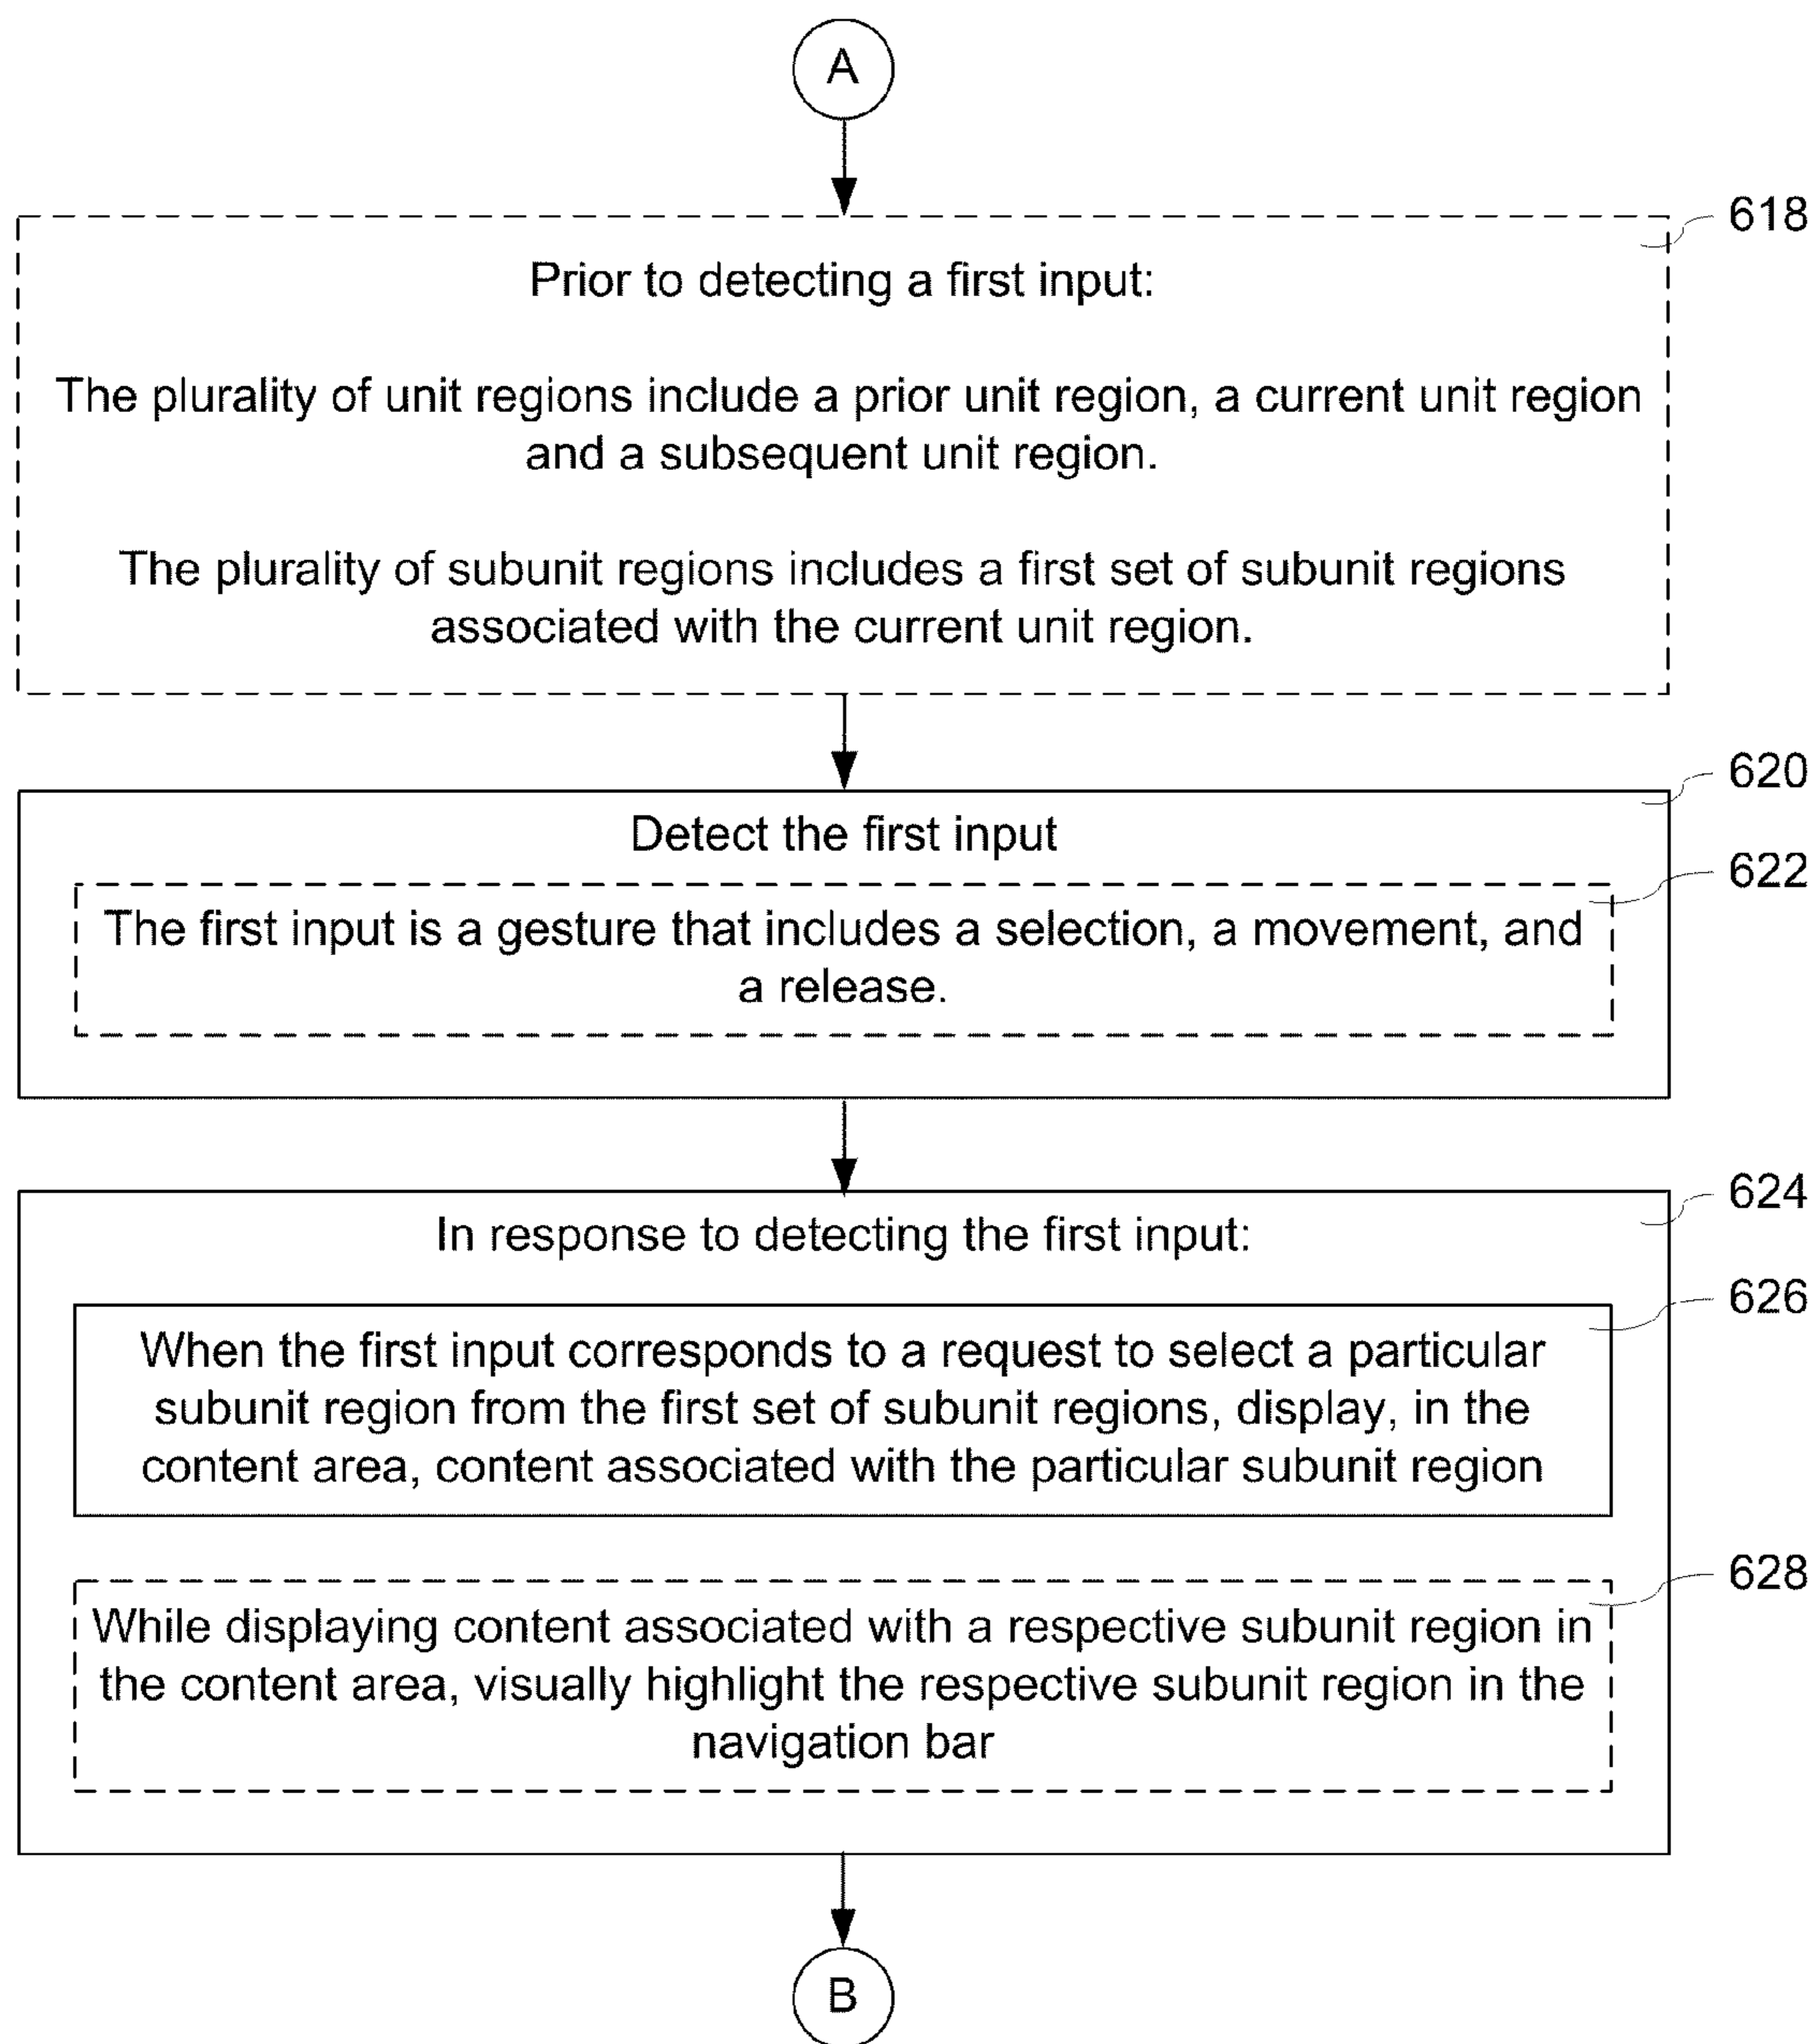 A
618
Prior to detecting a first input:
The plurality of unit regions include a prior unit region, a current unit region
and a subsequent unit region.
The plurality of subunit regions includes a first set of subunit regions
associated with the current unit region.
620
Detect the first input
622
The first input is a gesture that includes a selection, a movement, and
a release.
624
In response to detecting the first input:
626
When the first input corresponds to a request to select a particular
subunit region from the first set of subunit regions, display, in the
content area, content associated with the particular subunit region
628
While displaying content associated with a respective subunit region in
the content area, visually highlight the respective subunit region in the
navigation bar
B